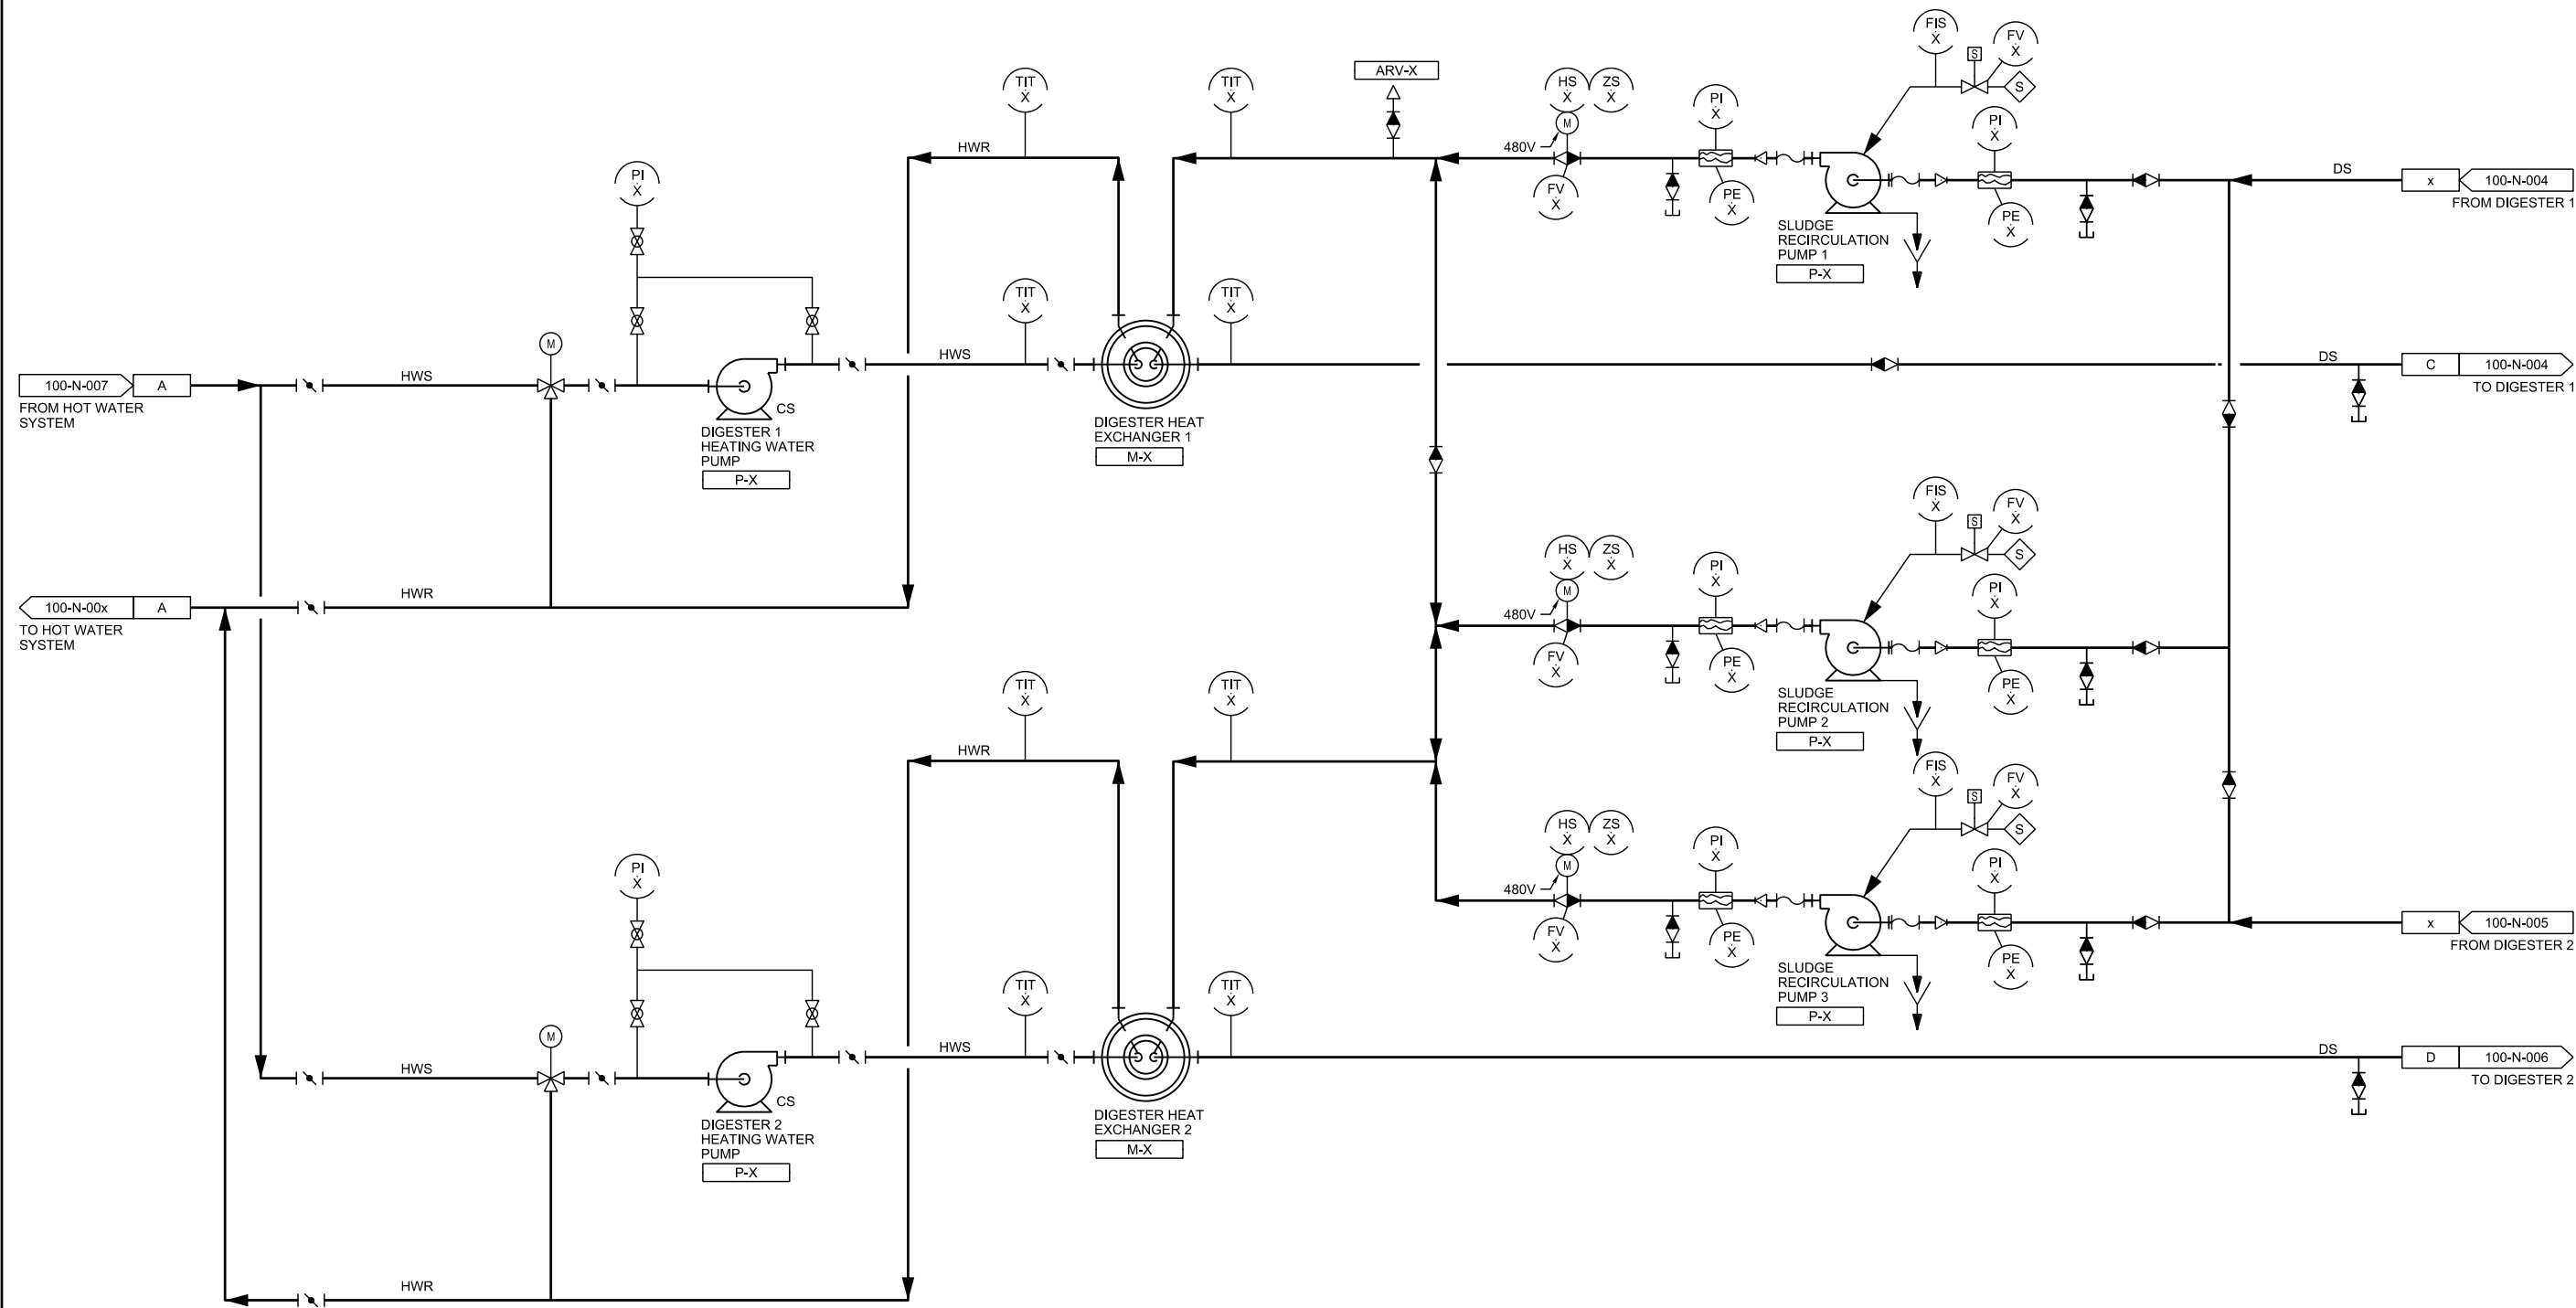 FIS
X
FV
X
S
S
TIT
X
TIT
X
ARV-X
HS
X
ZS
X
M
PI
X
PI
X
480V
HWR
PI
X
DS
x
100-N-004
FROM DIGESTER 1
FV
X
PE
X
PE
X
SLUDGE
RECIRCULATION
PUMP 1
P-X
TIT
X
TIT
X
M
HWS
DS
C
100-N-004
TO DIGESTER 1
100-N-007
A
HWS
FROM HOT WATER
SYSTEM
CS
DIGESTER 1
HEATING WATER
PUMP
P-X
DIGESTER HEAT
EXCHANGER 1
M-X
FIS
X
FV
X
S
S
HS
X
ZS
X
M
PI
X
PI
X
480V
100-N-00x
A
HWR
TO HOT WATER
SYSTEM
FV
X
PE
X
PE
X
SLUDGE
RECIRCULATION
PUMP 2
P-X
TIT
X
TIT
X
HWR
FIS
X
FV
X
S
S
HS
X
ZS
X
M
PI
X
PI
X
480V
PI
X
x
100-N-005
FROM DIGESTER 2
FV
X
PE
X
PE
X
SLUDGE
RECIRCULATION
PUMP 3
P-X
TIT
X
TIT
X
M
HWS
DS
D
100-N-006
TO DIGESTER 2
HWS
CS
DIGESTER 2
HEATING WATER
PUMP
P-X
DIGESTER HEAT
EXCHANGER 2
M-X
HWR